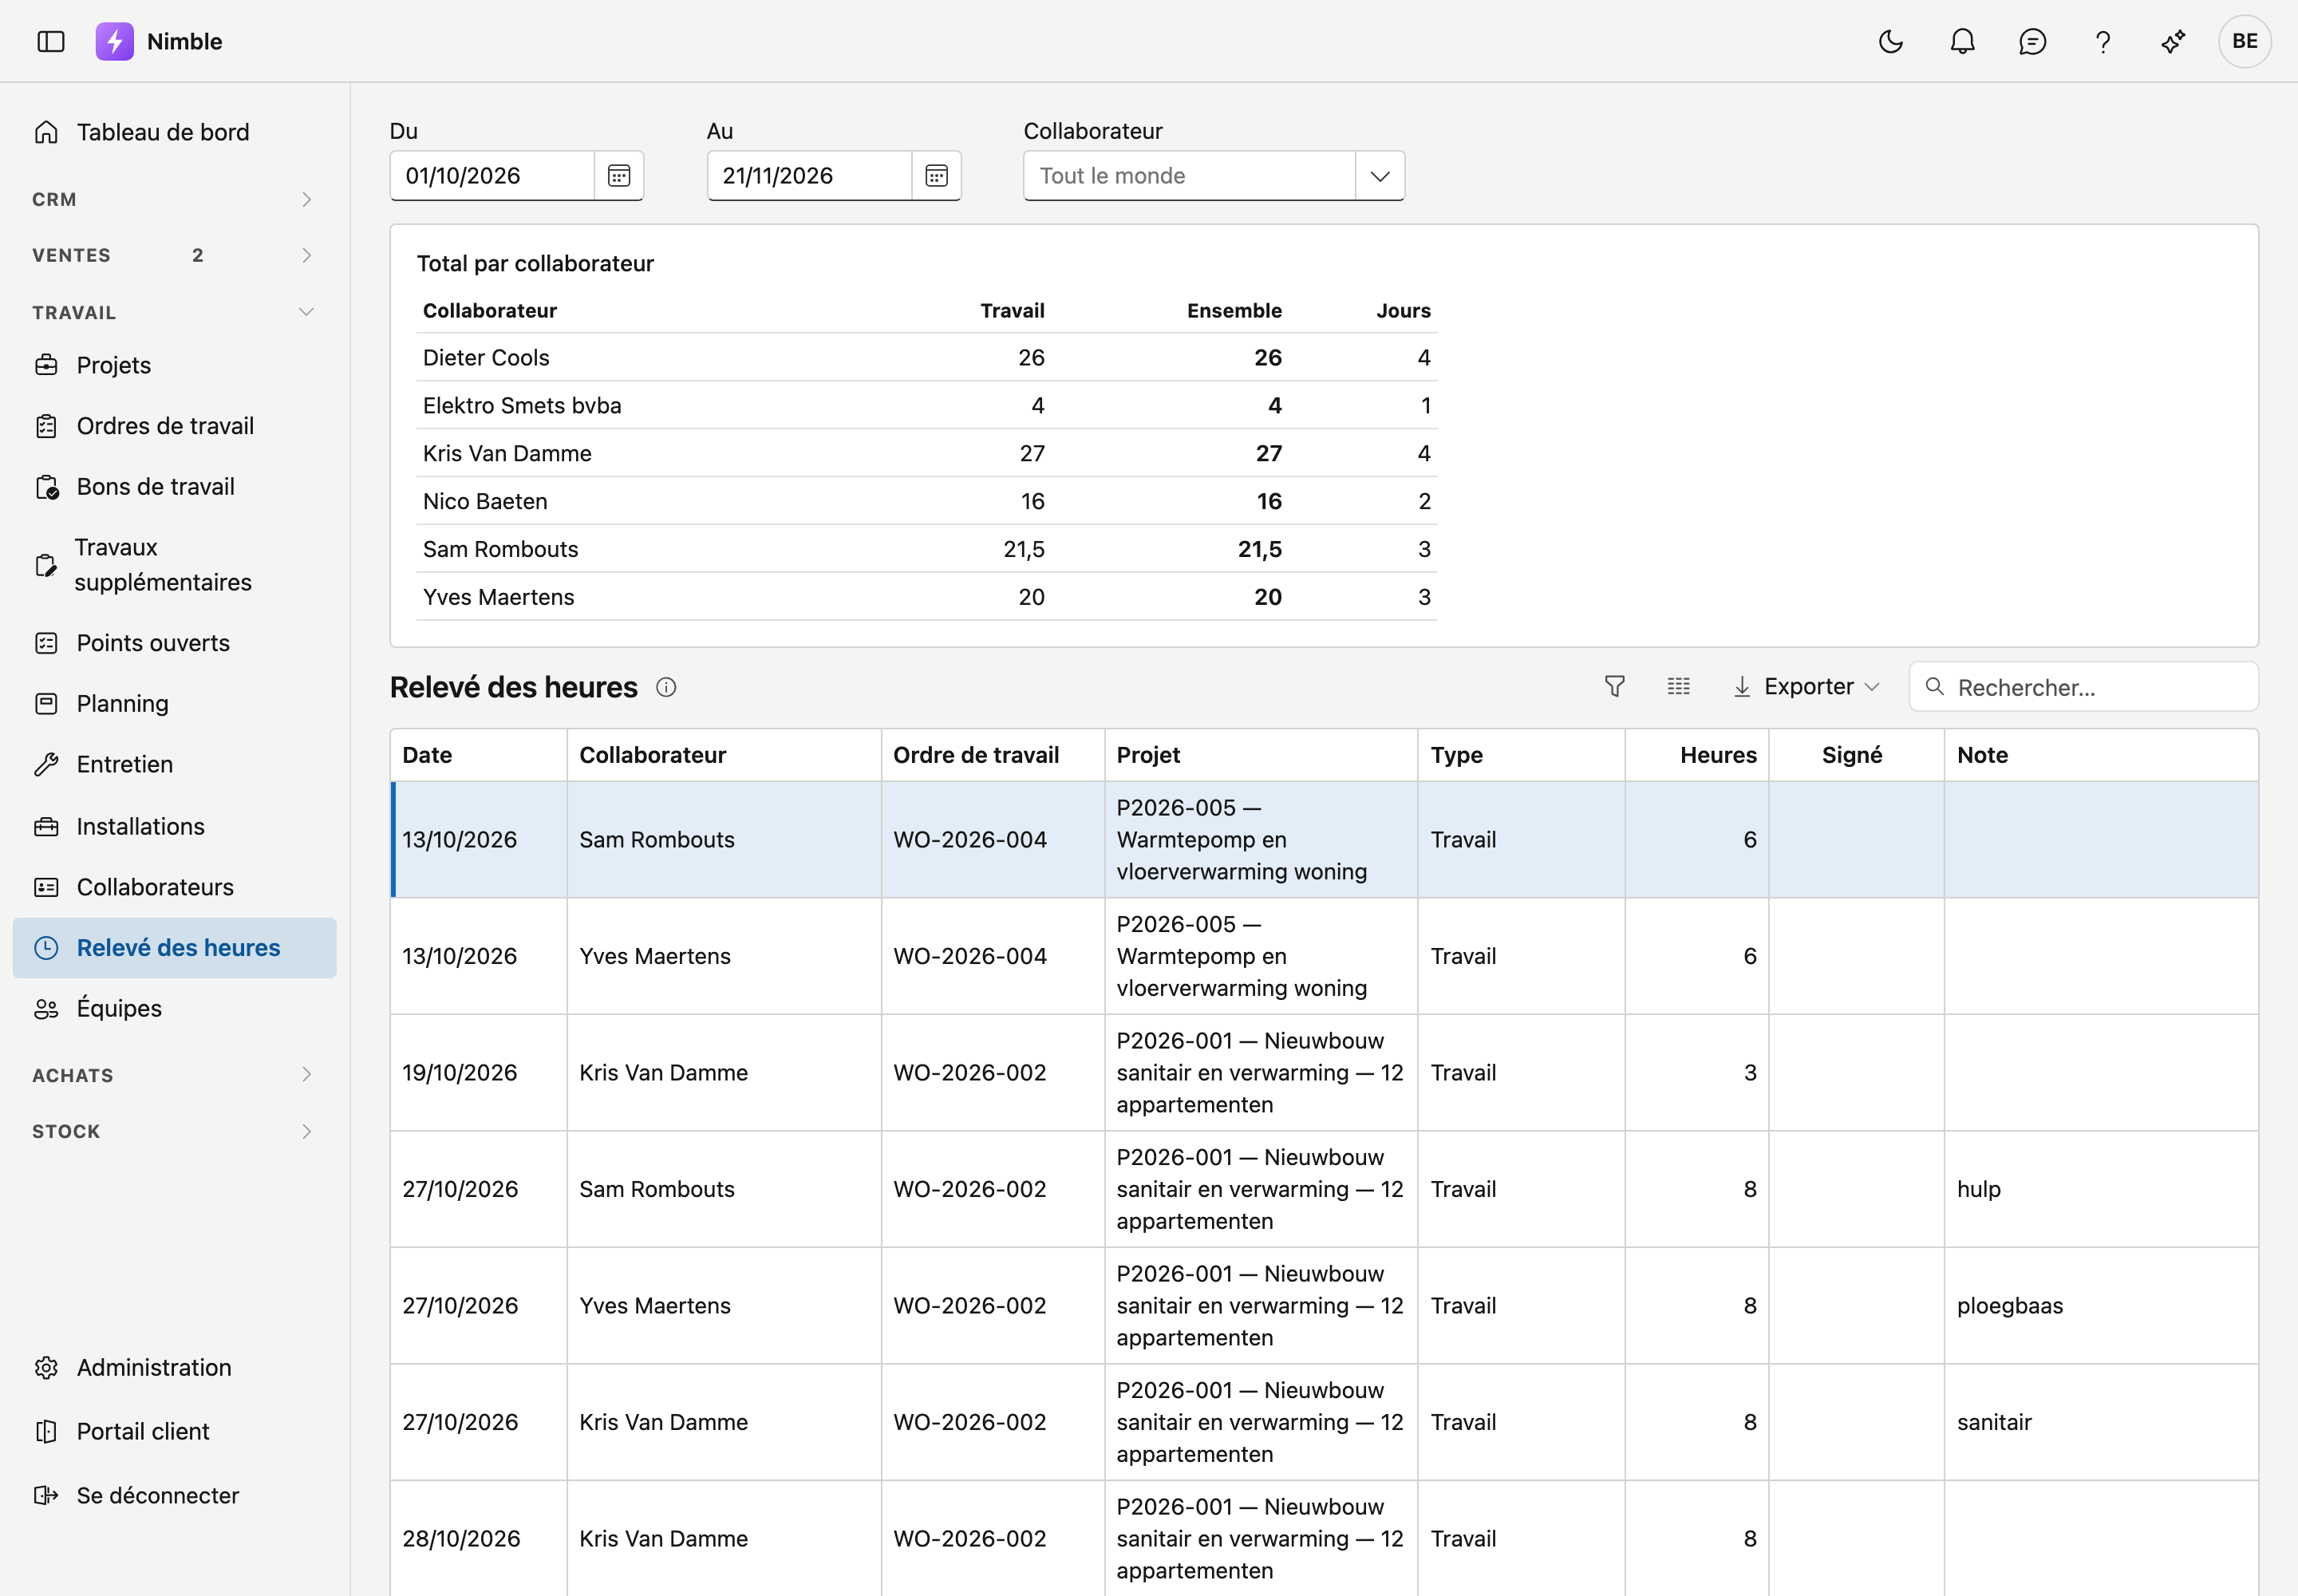 Nimble
BE
Tableau de bord
CRM
VENTES 2
TRAVAIL
Projets
Ordres de travail
Bons de travail
Travaux
supplémentaires
Points ouverts
Planning
Entretien
Installations
Collaborateurs
Relevé des heures
Équipes
ACHATS
STOCK
Administration
Portail client
Se déconnecter
Du Au Collaborateur
01/10/2026 21/11/2026 Tout le monde
Total par collaborateur
Collaborateur Travail Ensemble Jours
Dieter Cools 26 26 4
Elektro Smets bvba 4 4 1
Kris Van Damme 27 27 4
Nico Baeten 16 16 2
Sam Rombouts 21,5 21,5 3
Yves Maertens 20 20 3
Relevé des heures Exporter Rechercher...
Date Collaborateur Ordre de travail Projet Type Heures Signé Note
P2026-005 —
13/10/2026 Sam Rombouts WO-2026-004 Warmtepomp en Travail 6
vloerverwarming woning
P2026-005 —
13/10/2026 Yves Maertens WO-2026-004 Warmtepomp en Travail 6
vloerverwarming woning
P2026-001 — Nieuwbouw
19/10/2026 Kris Van Damme WO-2026-002 sanitair en verwarming — 12 Travail 3
appartementen
P2026-001 — Nieuwbouw
27/10/2026 Sam Rombouts WO-2026-002 sanitair en verwarming — 12 Travail 8 hulp
appartementen
P2026-001 — Nieuwbouw
27/10/2026 Yves Maertens WO-2026-002 sanitair en verwarming — 12 Travail 8 ploegbaas
appartementen
P2026-001 — Nieuwbouw
27/10/2026 Kris Van Damme WO-2026-002 sanitair en verwarming — 12 Travail 8 sanitair
appartementen
P2026-001 — Nieuwbouw
28/10/2026 Kris Van Damme WO-2026-002 sanitair en verwarming — 12 Travail 8
appartementen